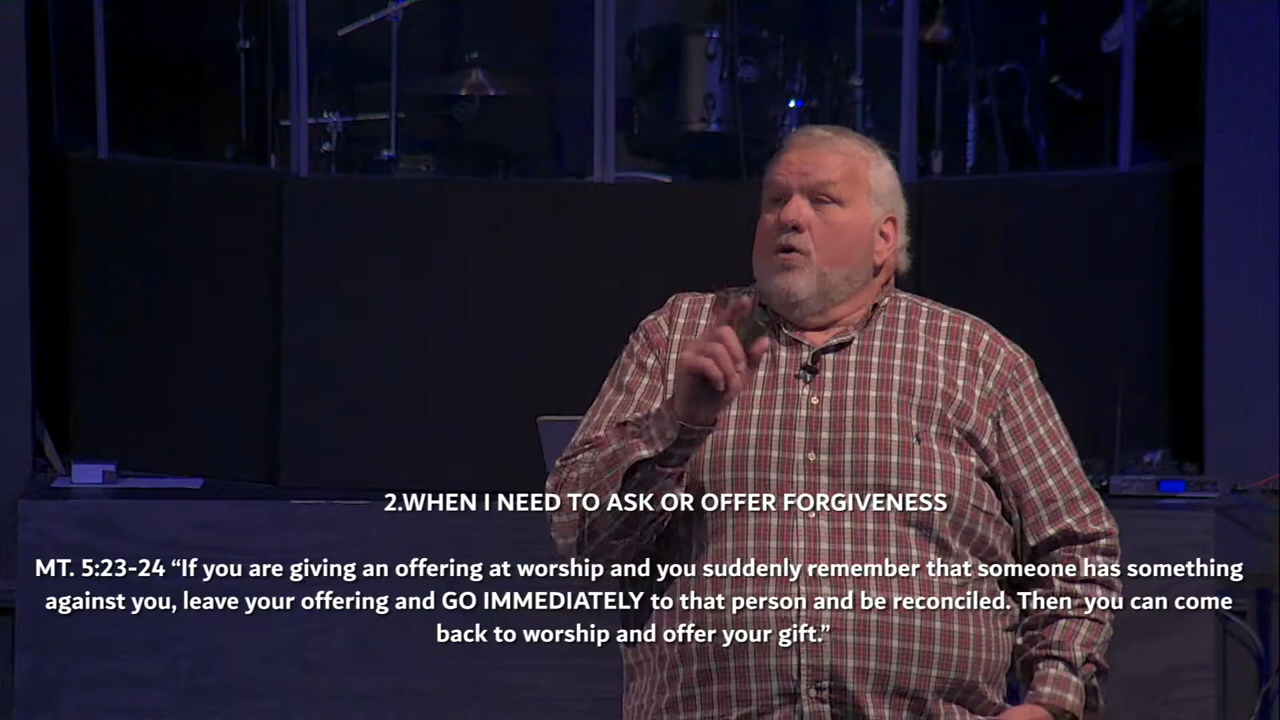 2.WHEN I NEED TO ASK OR OFFER FORGIVENESS
MT. 5:23-24 “If you are giving an offering at worship and you suddenly remember that someone has something
against you, leave your offering and GO IMMEDIATELY to that person and be reconciled. Then  you can come
back to worship and offer your gift.”